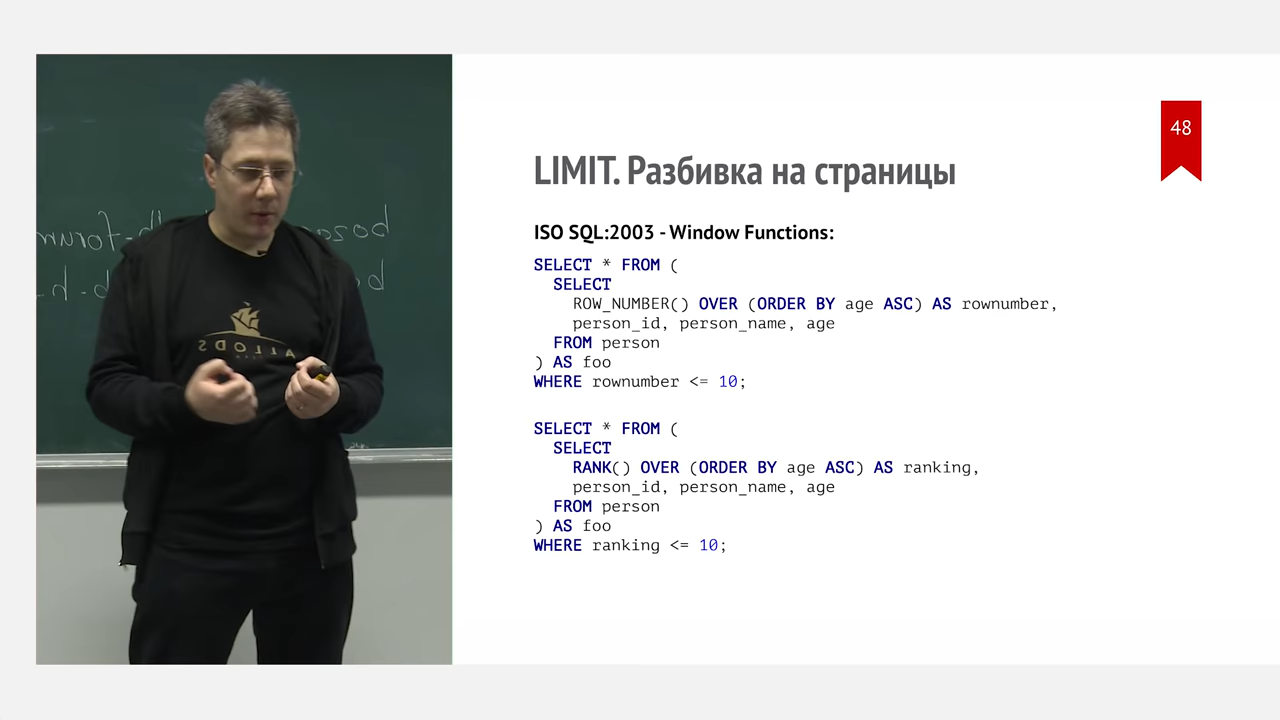 48
LIMIT. Разбивка на страницы
ISO SQL:2003 - Window Functions:
SELECT * FROM (
SELECT
ROW_NUMBER() OVER (ORDER BY age ASC) AS rownumber,
person_id, person_name, age
FROM person
) AS foo
WHERE rownumber <= 10;
SELECT * FROM (
SELECT
RANK() OVER (ORDER BY age ASC) AS ranking,
person_id, person_name, age
FROM person
) AS foo
WHERE ranking <= 10;
ALLODS